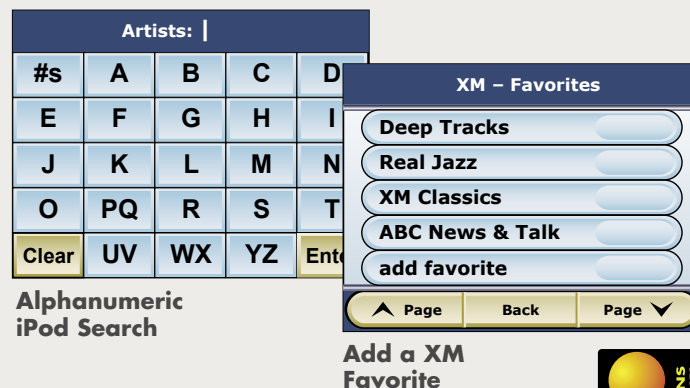 Artists:
#s A B C D
E F G H I
J K L M N
O PQ R S T
Clear UV WX YZ
Alphanumeric
iPod Search
XM – Favorites
Deep Tracks
Real Jazz
XM Classics
ABC News & Talk
add favorite
Page Back Page
Add a XM
Favorite